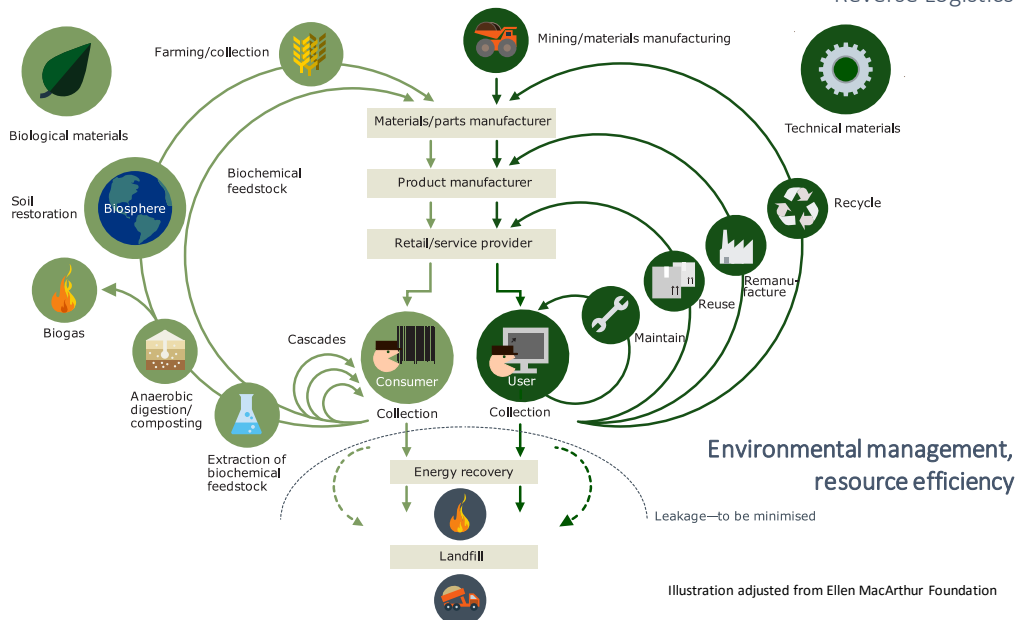 Reverse Logistics
Farming/collection
Mining/materials manufacturing
Biological materials
Materials/parts manufacturer
Technical materials
Biochemical
feedstock
Product manufacturer
Soil
restoration
Biosphere
Recycle
Retail/service provider
Remanu-
facture
Reuse
Biogas
Cascades
Maintain
Consumer
User
Anaerobic
digestion/
composting
Collection
Collection
Extraction of
biochemical
feedstock
Energy recovery
Environmental management,
resource efficiency
Leakage—to be minimised
Landfill
Illustration adjusted from Ellen MacArthur Foundation